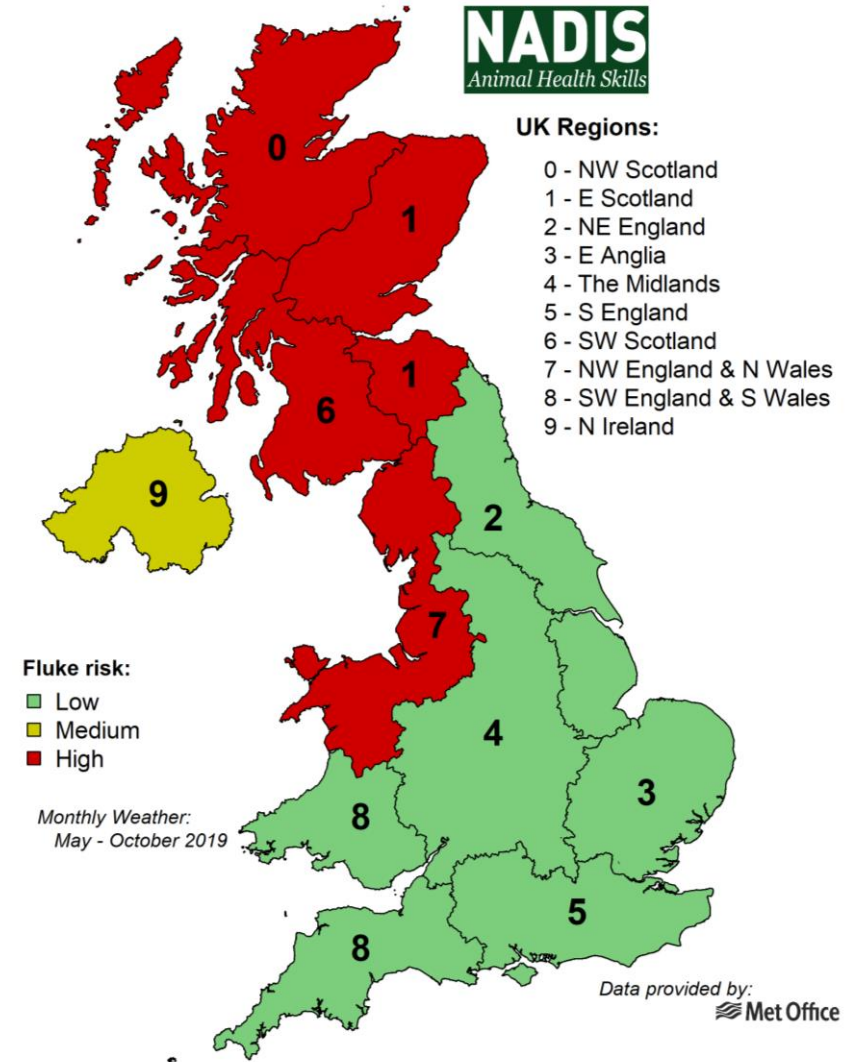 NADIS
Animal Health Skills
UK Regions:
0 - NW Scotland
1 - E Scotland
2 - NE England
3 - E Anglia
4 - The Midlands
5 - S England
6 - SW Scotland
7 - NW England & N Wales
8 - SW England & S Wales
9 - N Ireland
0
1
1
6
9
2
7
4
3
8
5
8
Fluke risk:
Low
Medium
High
Monthly Weather:
May - October 2019
Data provided by:
Met Office